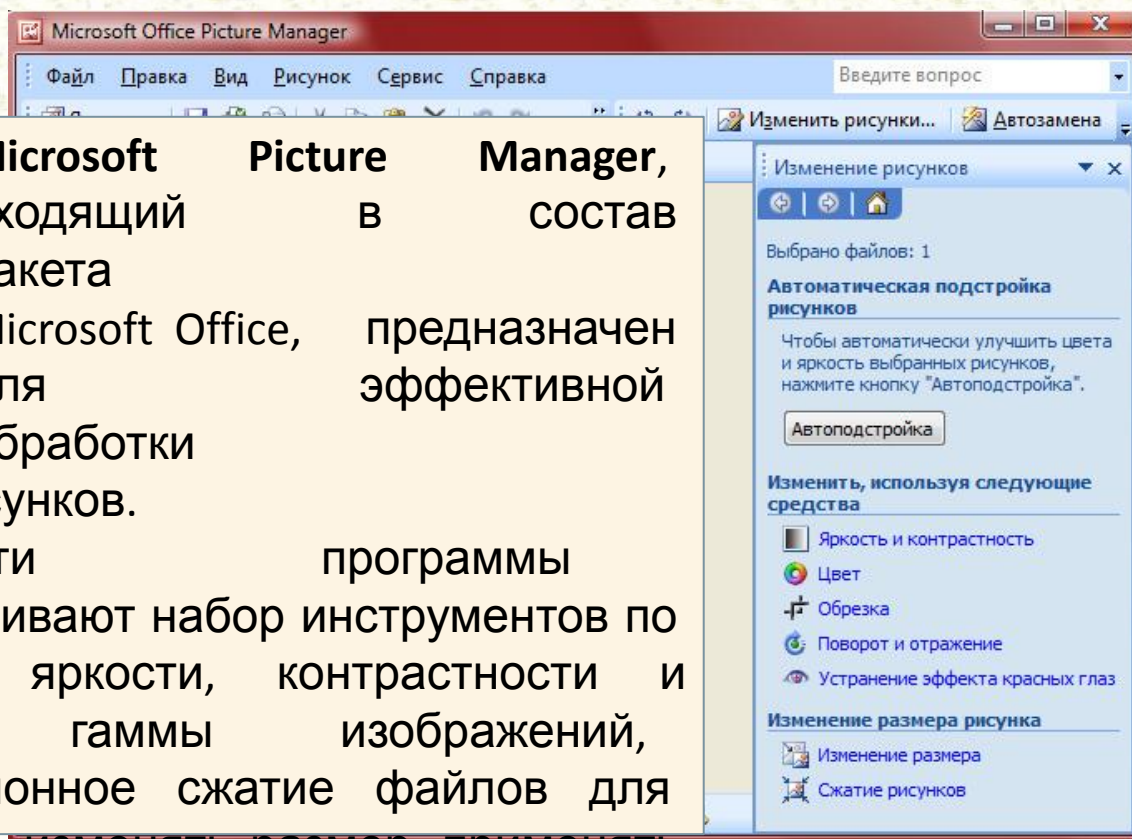 Microsoft Office Picture Manager
Файл Правка Вид Рисунок Сервис Справка
Введите вопрос
Изменить рисунки... Автозамена
Microsoft Picture Manager,
ходящий в состав
акета
Microsoft Office, предназначен
ля эффективной
бработки
сунков.
ти программы
ивают набор инструментов по
яркости, контрастности и
гаммы изображений,
онное сжатие файлов для
Изменение рисунков
Выбрано файлов: 1
Автоматическая подстройка
рисунков
Чтобы автоматически улучшить цвета
и яркость выбранных рисунков,
нажмите кнопку "Автоподстройка".
Автоподстройка
Изменить, используя следующие
средства
Яркость и контрастность
Цвет
Обрезка
Поворот и отражение
Устранение эффекта красных глаз
Изменение размера рисунка
Изменение размера
Сжатие рисунков